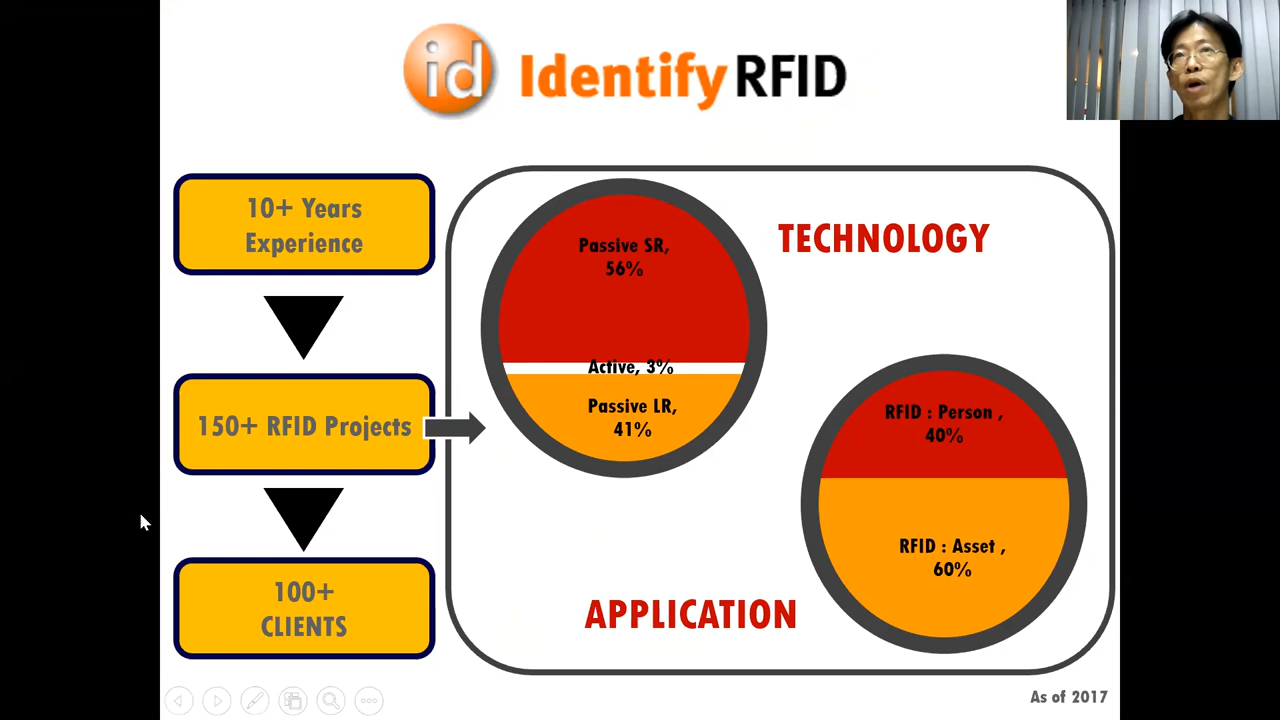 id IdentifyRFID
10+ Years
Experience
150+ RFID Projects
100+
CLIENTS
TECHNOLOGY
Passive SR,
56%
Active, 3%
Passive LR,
41%
RFID : Person ,
40%
RFID : Asset ,
60%
APPLICATION
As of 2017